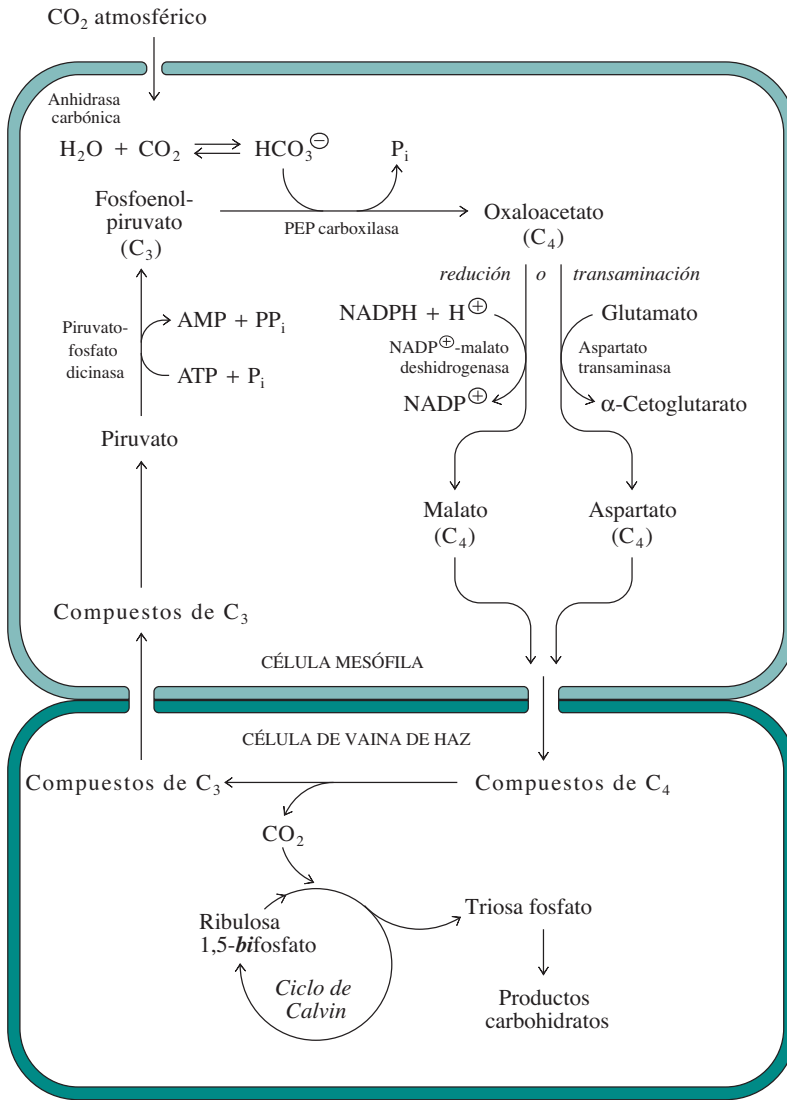 CO₂ atmosférico
Anhidrasa
carbónica
H₂O + CO₂
HCO₃⊖
Pᵢ
Fosfoenol-
piruvato
(C₃)
PEP carboxilasa
Oxaloacetato
(C₄)
redución o transaminación
NADPH + H⊕
NADP⊕-malato
deshidrogenasa
NADP⊕
Glutamato
Aspartato
transaminasa
α-Cetoglutarato
Piruvato-
fosfato
dicinasa
AMP + PPᵢ
ATP + Pᵢ
Piruvato
Malato
(C₄)
Aspartato
(C₄)
Compuestos de C₃
CÉLULA MESÓFILA
CÉLULA DE VAINA DE HAZ
Compuestos de C₃
Compuestos de C₄
CO₂
Ribulosa
1,5-bifosfato
Ciclo de
Calvin
Triosa fosfato
Productos
carbohidratos